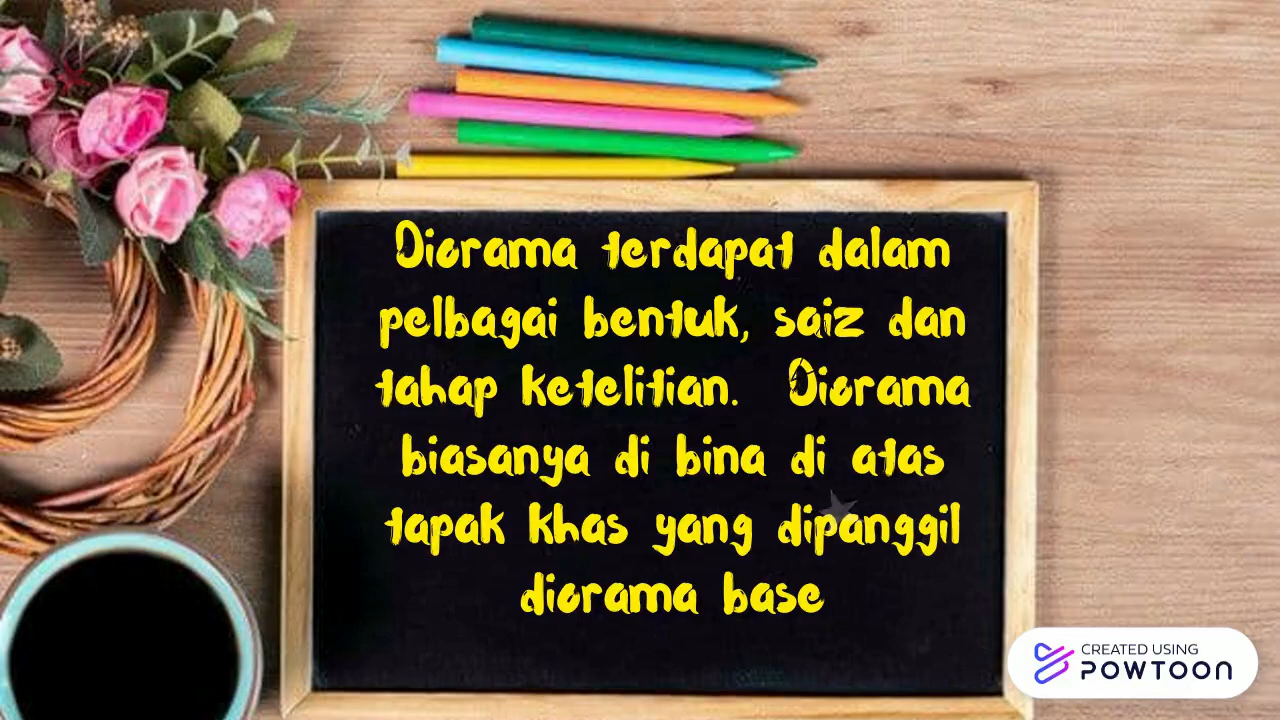 Diorama terdapat dalam
pelbagai bentuk, saiz dan
tahap ketelitian. Diorama
biasanya di bina di atas
tapak khas yang dipanggil
diorama base
CREATED USING
POWTOON